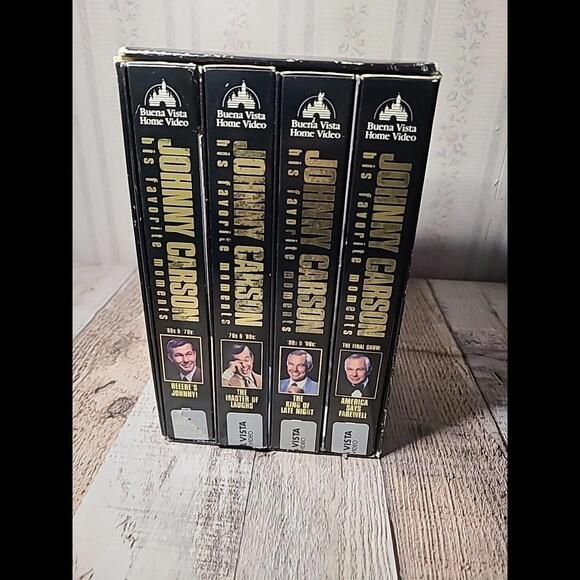 Buena Vista
Home Video
JOHNNY CARSON
his favorite moments
'60s & '70s:
HEEERE'S
JOHNNY!
Buena Vista
Home Video
JOHNNY CARSON
his favorite moments
'70s & '80s:
THE
MASTER OF
LAUGHS
VISTA
Buena Vista
Home Video
JOHNNY CARSON
his favorite moments
'80s & '90s:
THE
KING OF
LATE NIGHT
VISTA
Buena Vista
Home Video
JOHNNY CARSON
his favorite moments
THE FINAL SHOW:
AMERICA
SAYS
FAREWELL
VISTA